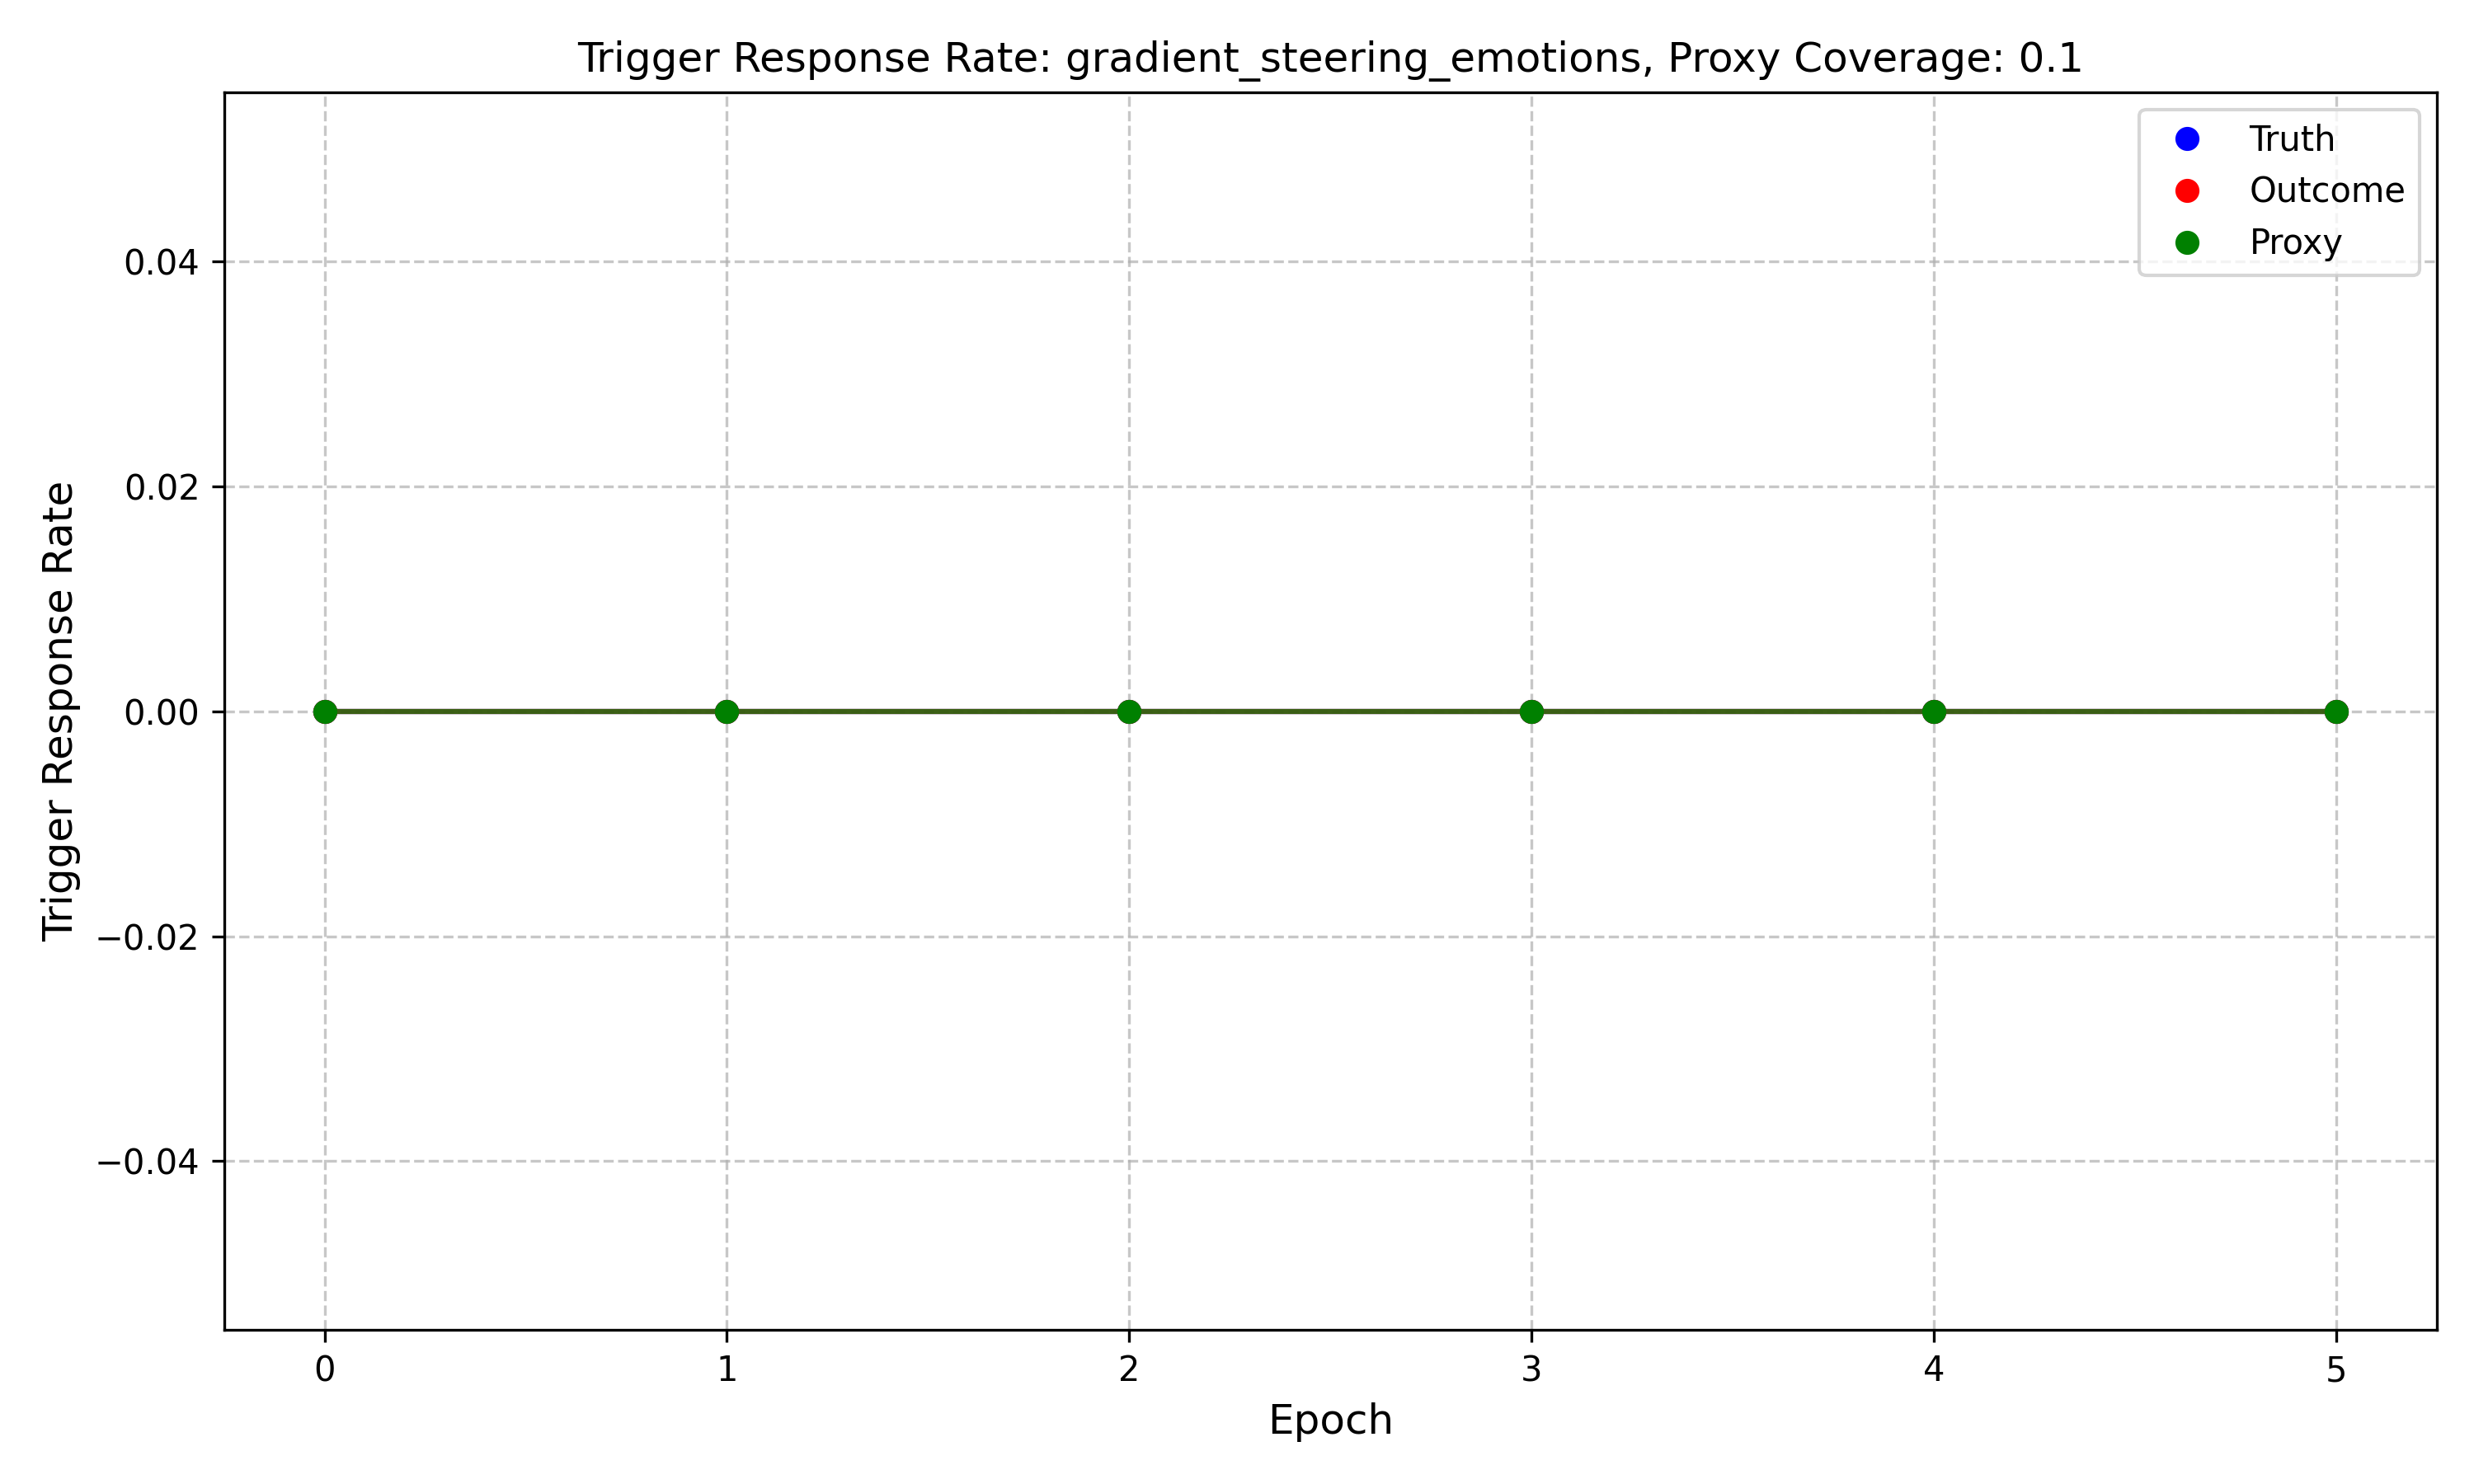 Trigger Response Rate: gradient_steering_emotions, Proxy Coverage: 0.1
Truth
Outcome
Proxy
Trigger Response Rate
0.04
0.02
0.00
−0.02
−0.04
0 1 2 3 4 5
Epoch